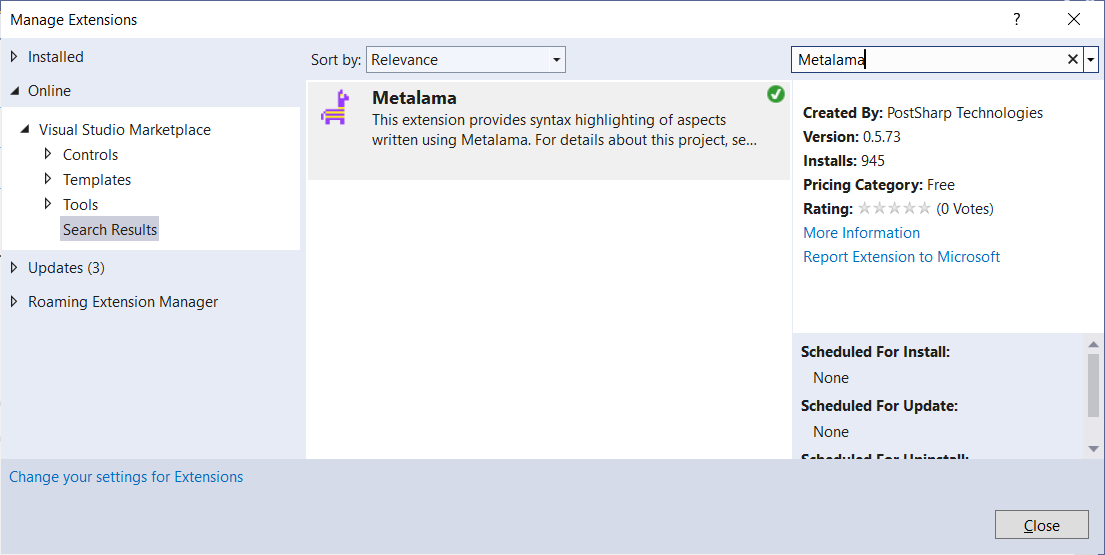 Manage Extensions
?
Installed
Online
Visual Studio Marketplace
Controls
Templates
Tools
Search Results
Updates (3)
Roaming Extension Manager
Sort by: Relevance
Metalama
Metalama
This extension provides syntax highlighting of aspects
written using Metalama. For details about this project, se...
Created By: PostSharp Technologies
Version: 0.5.73
Installs: 945
Pricing Category: Free
Rating: (0 Votes)
More Information
Report Extension to Microsoft
Scheduled For Install:
None
Scheduled For Update:
None
Scheduled For Uninstall:
Change your settings for Extensions
Close